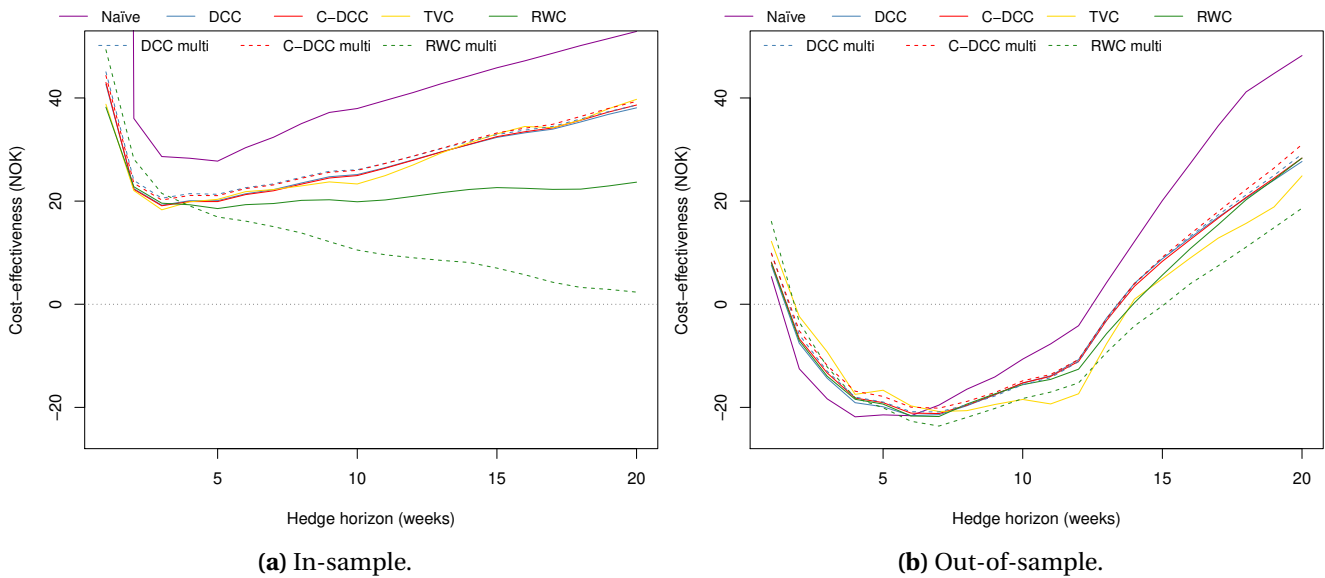 Naïve DCC C−DCC TVC RWC
DCC multi C−DCC multi RWC multi
Cost−effectiveness (NOK)
40
20
0
−20
5 10 15 20
Hedge horizon (weeks)
(a) In-sample.
Naïve DCC C−DCC TVC RWC
DCC multi C−DCC multi RWC multi
Cost−effectiveness (NOK)
40
20
0
−20
5 10 15 20
Hedge horizon (weeks)
(b) Out-of-sample.